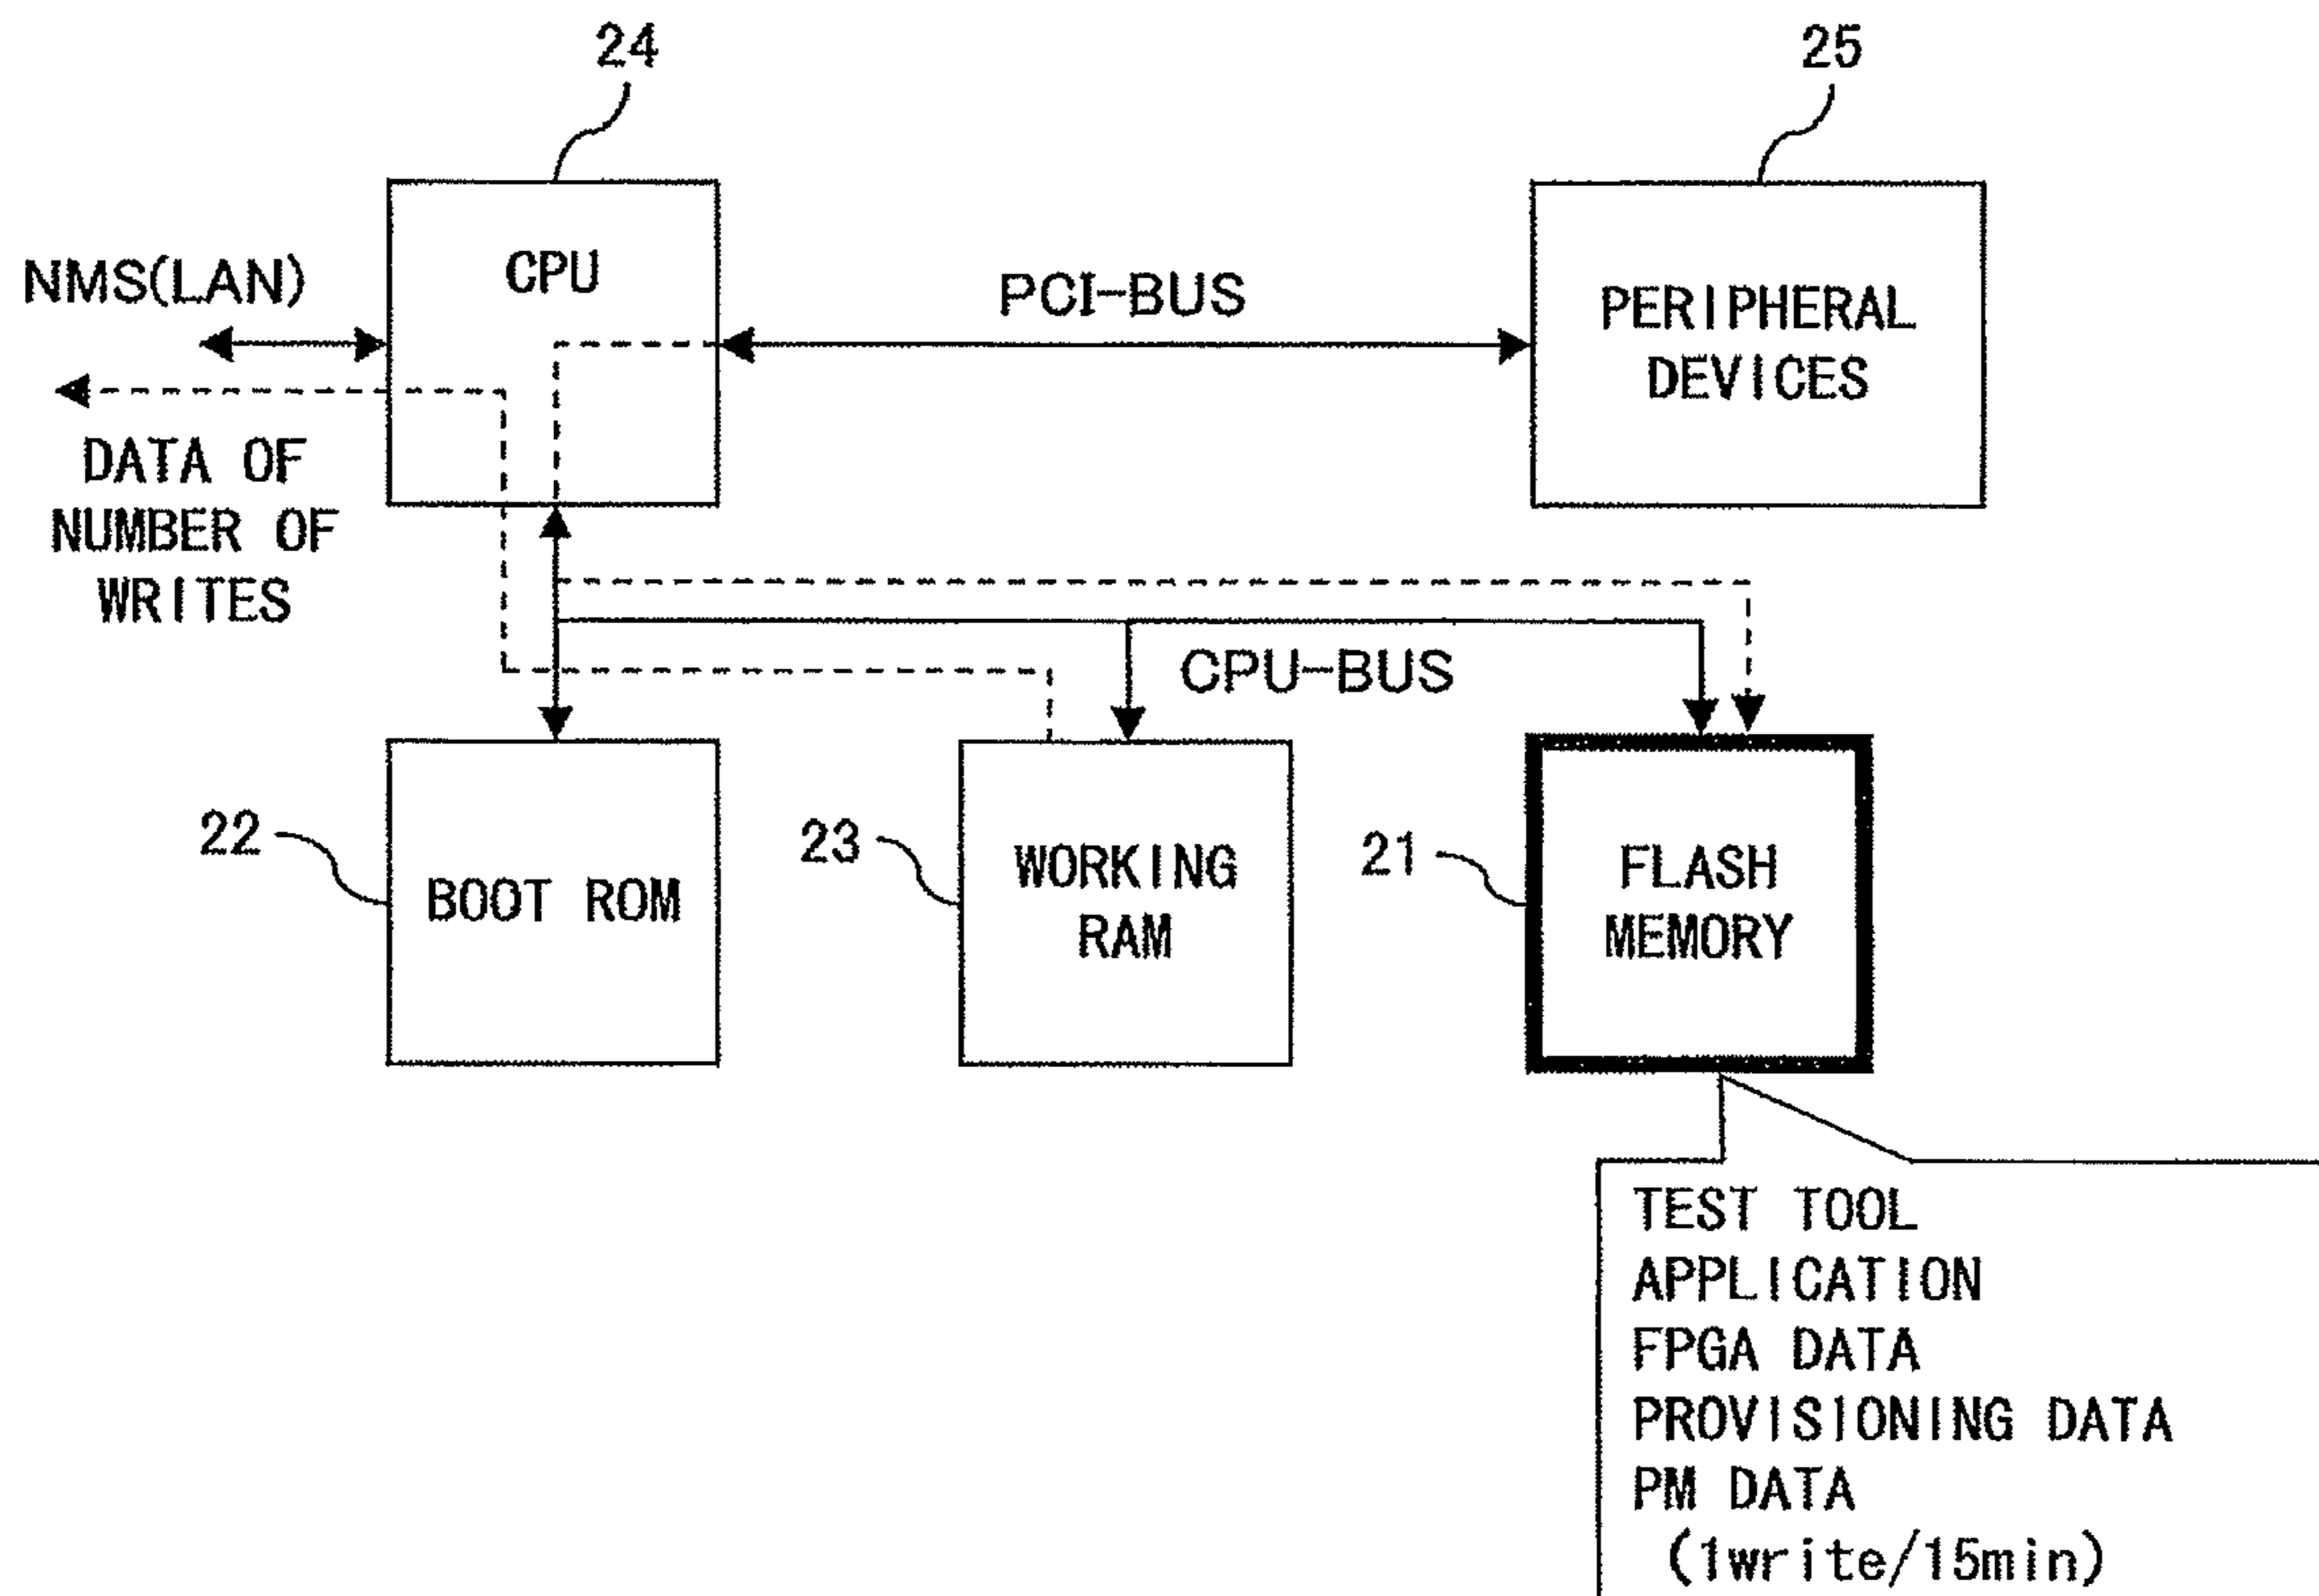 24
25
NMS(LAN)
CPU
PCI-BUS
PERIPHERAL
DEVICES
DATA OF
NUMBER OF
WRITES
CPU-BUS
22
BOOT ROM
23
WORKING
RAM
21
FLASH
MEMORY
TEST TOOL
APPLICATION
FPGA DATA
PROVISIONING DATA
PM DATA
(1write/15min)